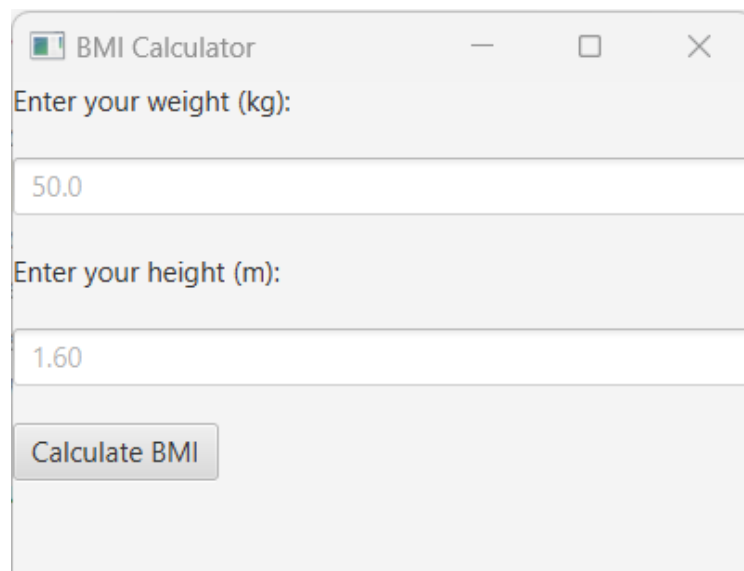 BMI Calculator
Enter your weight (kg):
50.0
Enter your height (m):
1.60
Calculate BMI